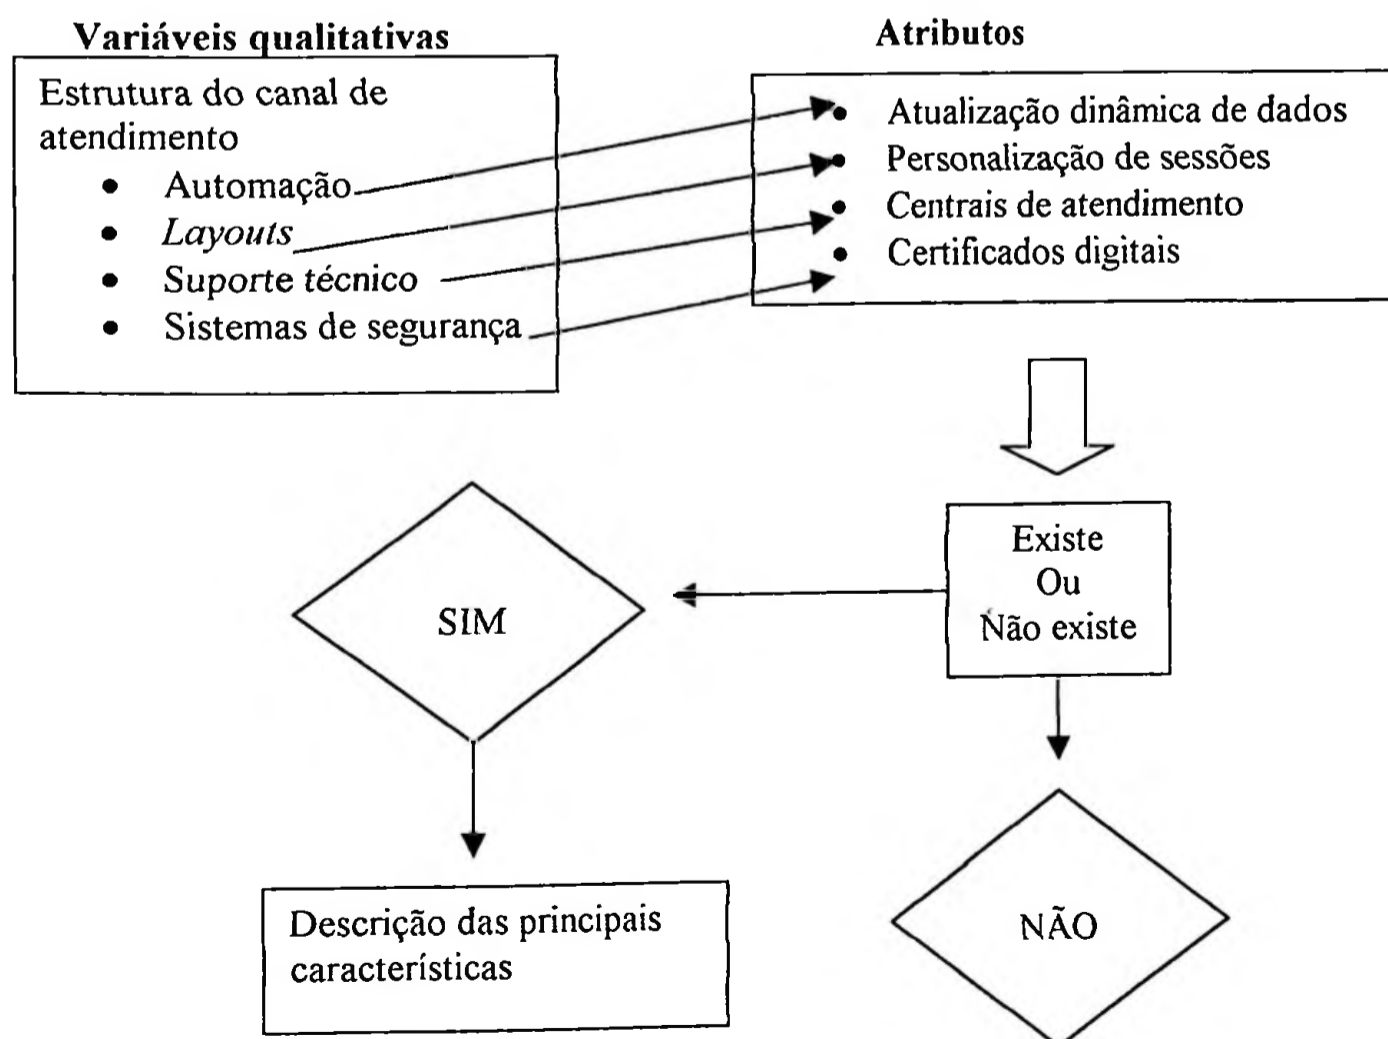 Variáveis qualitativas
Estrutura do canal de
atendimento
• Automação
• Layouts
• Suporte técnico
• Sistemas de segurança
Atributos
• Atualização dinâmica de dados
• Personalização de sessões
• Centrais de atendimento
• Certificados digitais
Existe
Ou
Não existe
SIM
NÃO
Descrição das principais
características